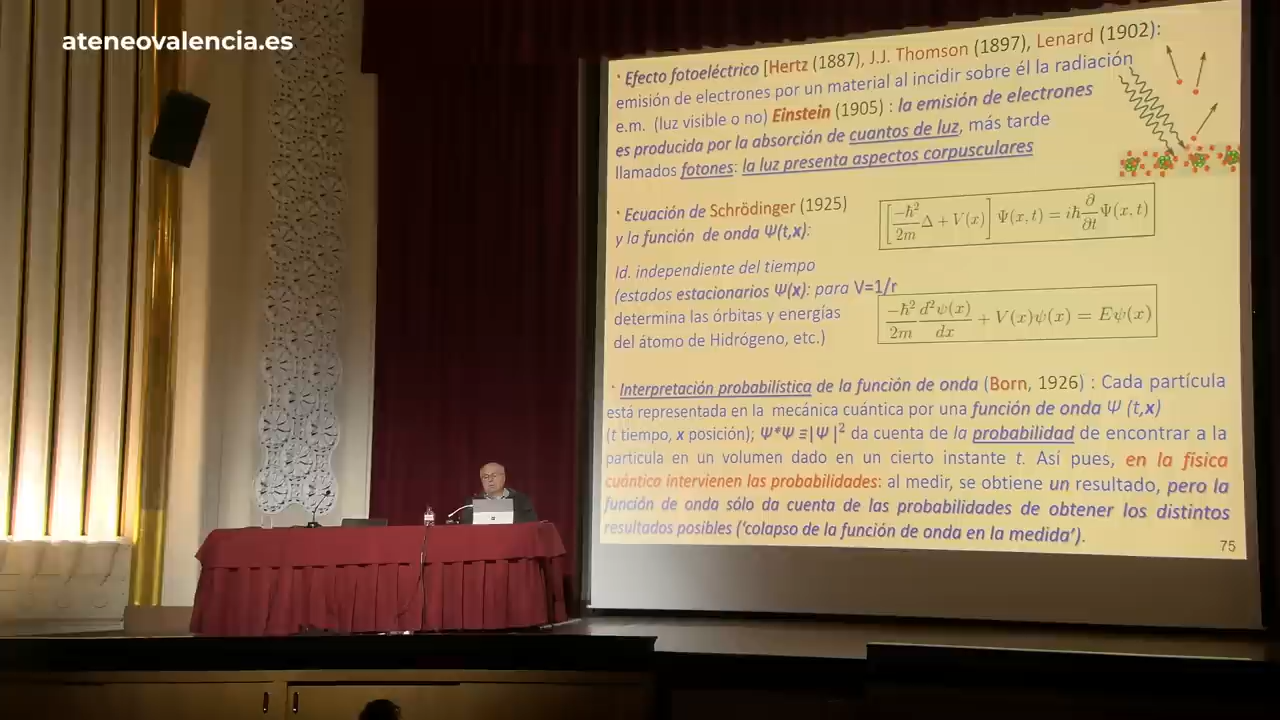 ateneovalencia.es
· Efecto fotoeléctrico [Hertz (1887), J.J. Thomson (1897), Lenard (1902):
emisión de electrones por un material al incidir sobre él la radiación
e.m. (luz visible o no) Einstein (1905) : la emisión de electrones
es producida por la absorción de cuantos de luz, más tarde
llamados fotones: la luz presenta aspectos corpusculares
· Ecuación de Schrödinger (1925)
y la función de onda Ψ(t,x):
[-ħ²/2m Δ + V(x)] Ψ(x,t) = iħ ∂/∂t Ψ(x,t)
Id. independiente del tiempo
(estados estacionarios Ψ(x): para V=1/r
determina las órbitas y energías
del átomo de Hidrógeno, etc.)
-ħ²/2m d²ψ(x)/dx + V(x)ψ(x) = Eψ(x)
· Interpretación probabilística de la función de onda (Born, 1926) : Cada partícula
está representada en la mecánica cuántica por una función de onda Ψ (t,x)
(t tiempo, x posición); Ψ*Ψ ≡|Ψ|² da cuenta de la probabilidad de encontrar a la
partícula en un volumen dado en un cierto instante t. Así pues, en la física
cuántica intervienen las probabilidades: al medir, se obtiene un resultado, pero la
función de onda sólo da cuenta de las probabilidades de obtener los distintos
resultados posibles ('colapso de la función de onda en la medida').
75